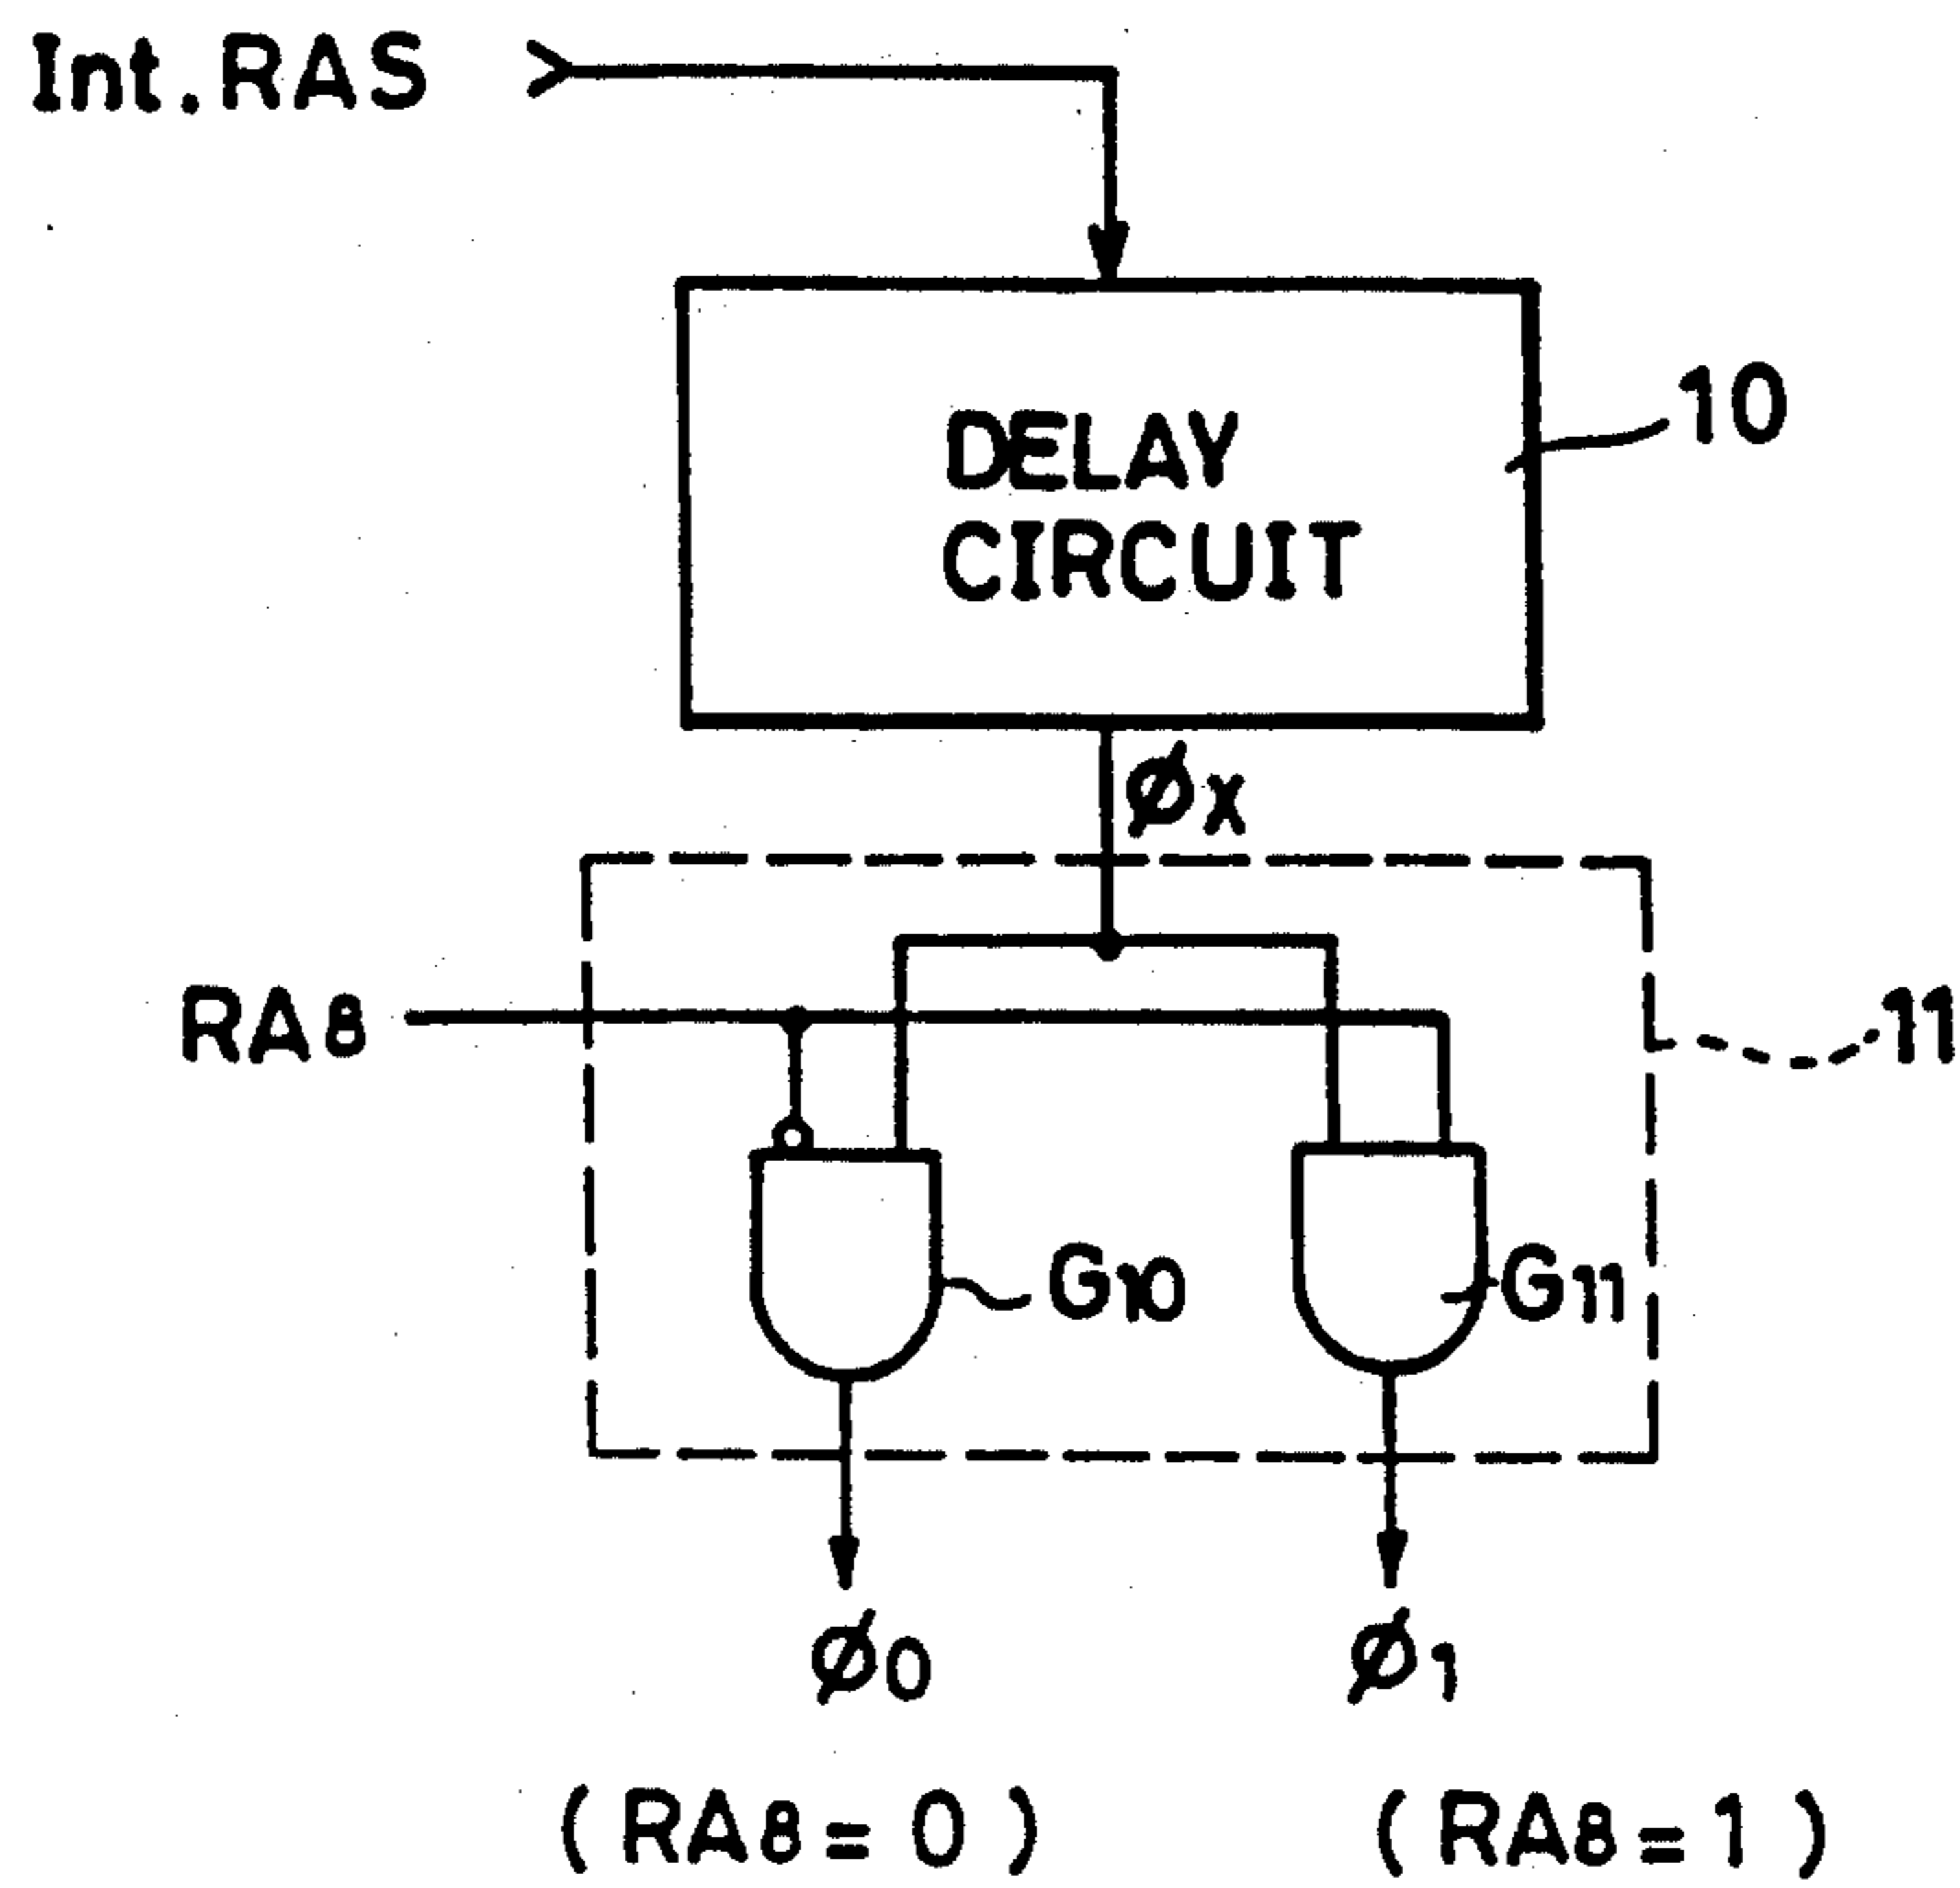 Int.RAS
10
DELAY
CIRCUIT
øx
RA8
11
G10
G11
ø0
ø1
(RA8=0)
(RA8=1)